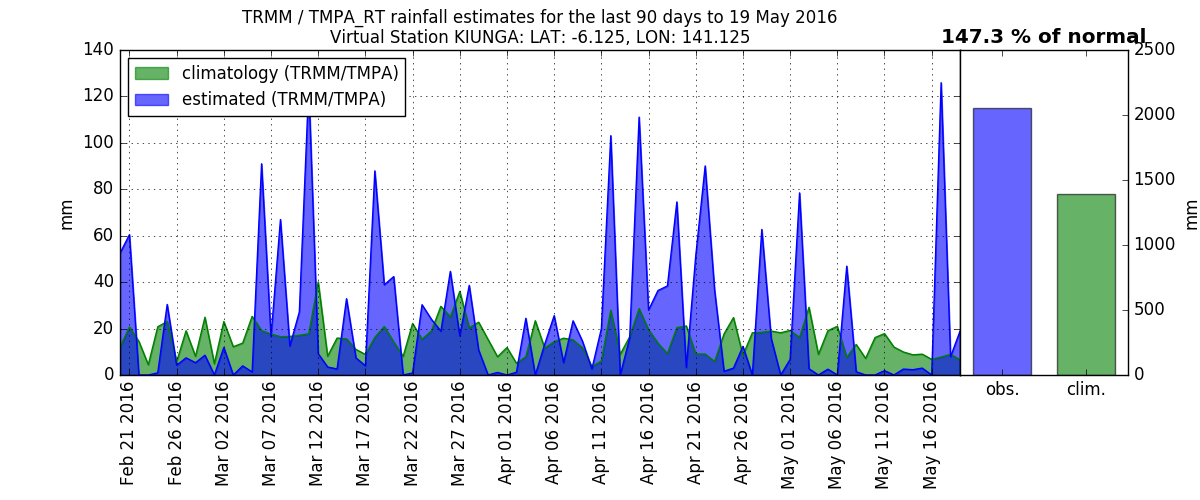 TRMM / TMPA_RT rainfall estimates for the last 90 days to 19 May 2016
Virtual Station KIUNGA: LAT: -6.125, LON: 141.125
147.3 % of normal
climatology (TRMM/TMPA)
estimated (TRMM/TMPA)
mm
140
120
100
80
60
40
20
0
Feb 21 2016
Feb 26 2016
Mar 02 2016
Mar 07 2016
Mar 12 2016
Mar 17 2016
Mar 22 2016
Mar 27 2016
Apr 01 2016
Apr 06 2016
Apr 11 2016
Apr 16 2016
Apr 21 2016
Apr 26 2016
May 01 2016
May 06 2016
May 11 2016
May 16 2016
obs.
clim.
2500
2000
1500
1000
500
0
mm